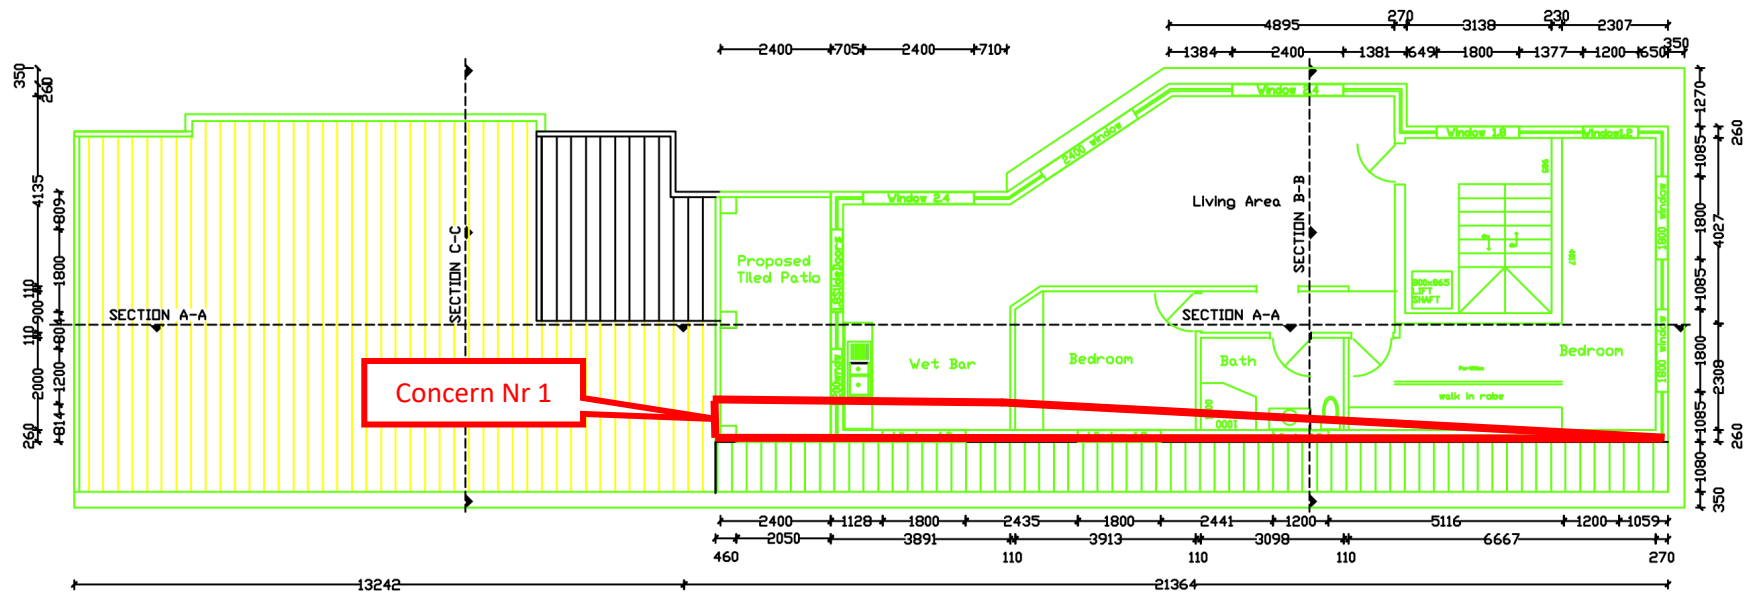 4895
270
3138
230
2307
2400
705
2400
710
1384
2400
1381
649
1800
1377
1200
650
350
350
260
4135
1809
1800
110
900
110
804
1200
2000
814
260
Window 2.4
2400 window
Window 1.8
Window1.2
Window 2.4
Living Area
SECTION B-B
SECTION C-C
Proposed
Tiled Patio
800x865
LIFT
SHAFT
1800 window
1800 window
SECTION A-A
SECTION A-A
Wet Bar
Bedroom
Bath
Bedroom
Partition
walk in robe
1000
Concern Nr 1
1270
1085
260
1800
4027
1085
1800
2308
1085
260
1080
350
2400
1128
1800
2435
1800
2441
1200
5116
1200
1059
2050
3891
3913
3098
6667
460
110
110
110
270
13242
21364